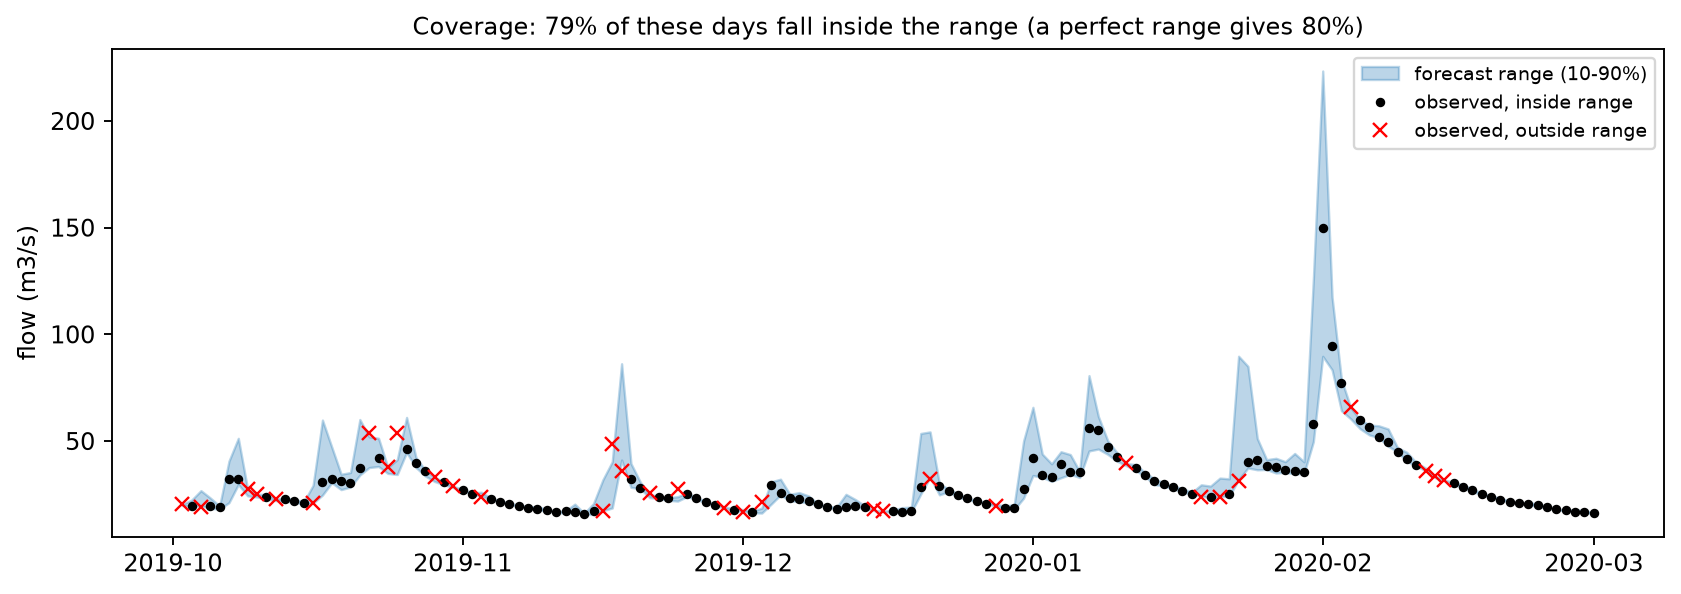 Coverage: 79% of these days fall inside the range (a perfect range gives 80%)
forecast range (10-90%)
observed, inside range
observed, outside range
flow (m3/s)
200
150
100
50
2019-10
2019-11
2019-12
2020-01
2020-02
2020-03